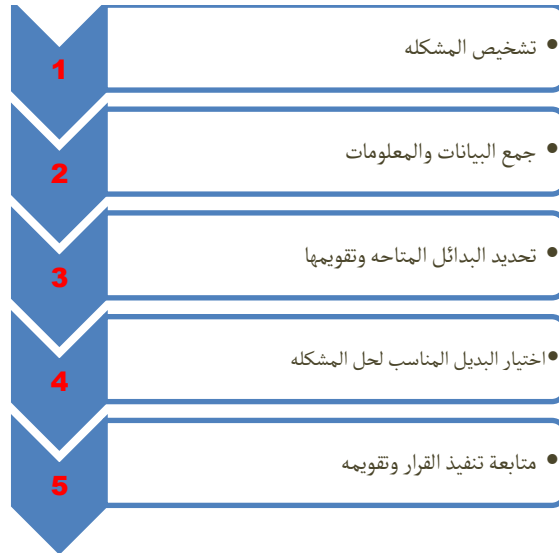 1
• تشخيص المشكله
2
• جمع البيانات والمعلومات
3
• تحديد البدائل المتاحه وتقويمها
4
•اختيار البديل المناسب لحل المشكله
5
• متابعة تنفيذ القرار وتقويمه